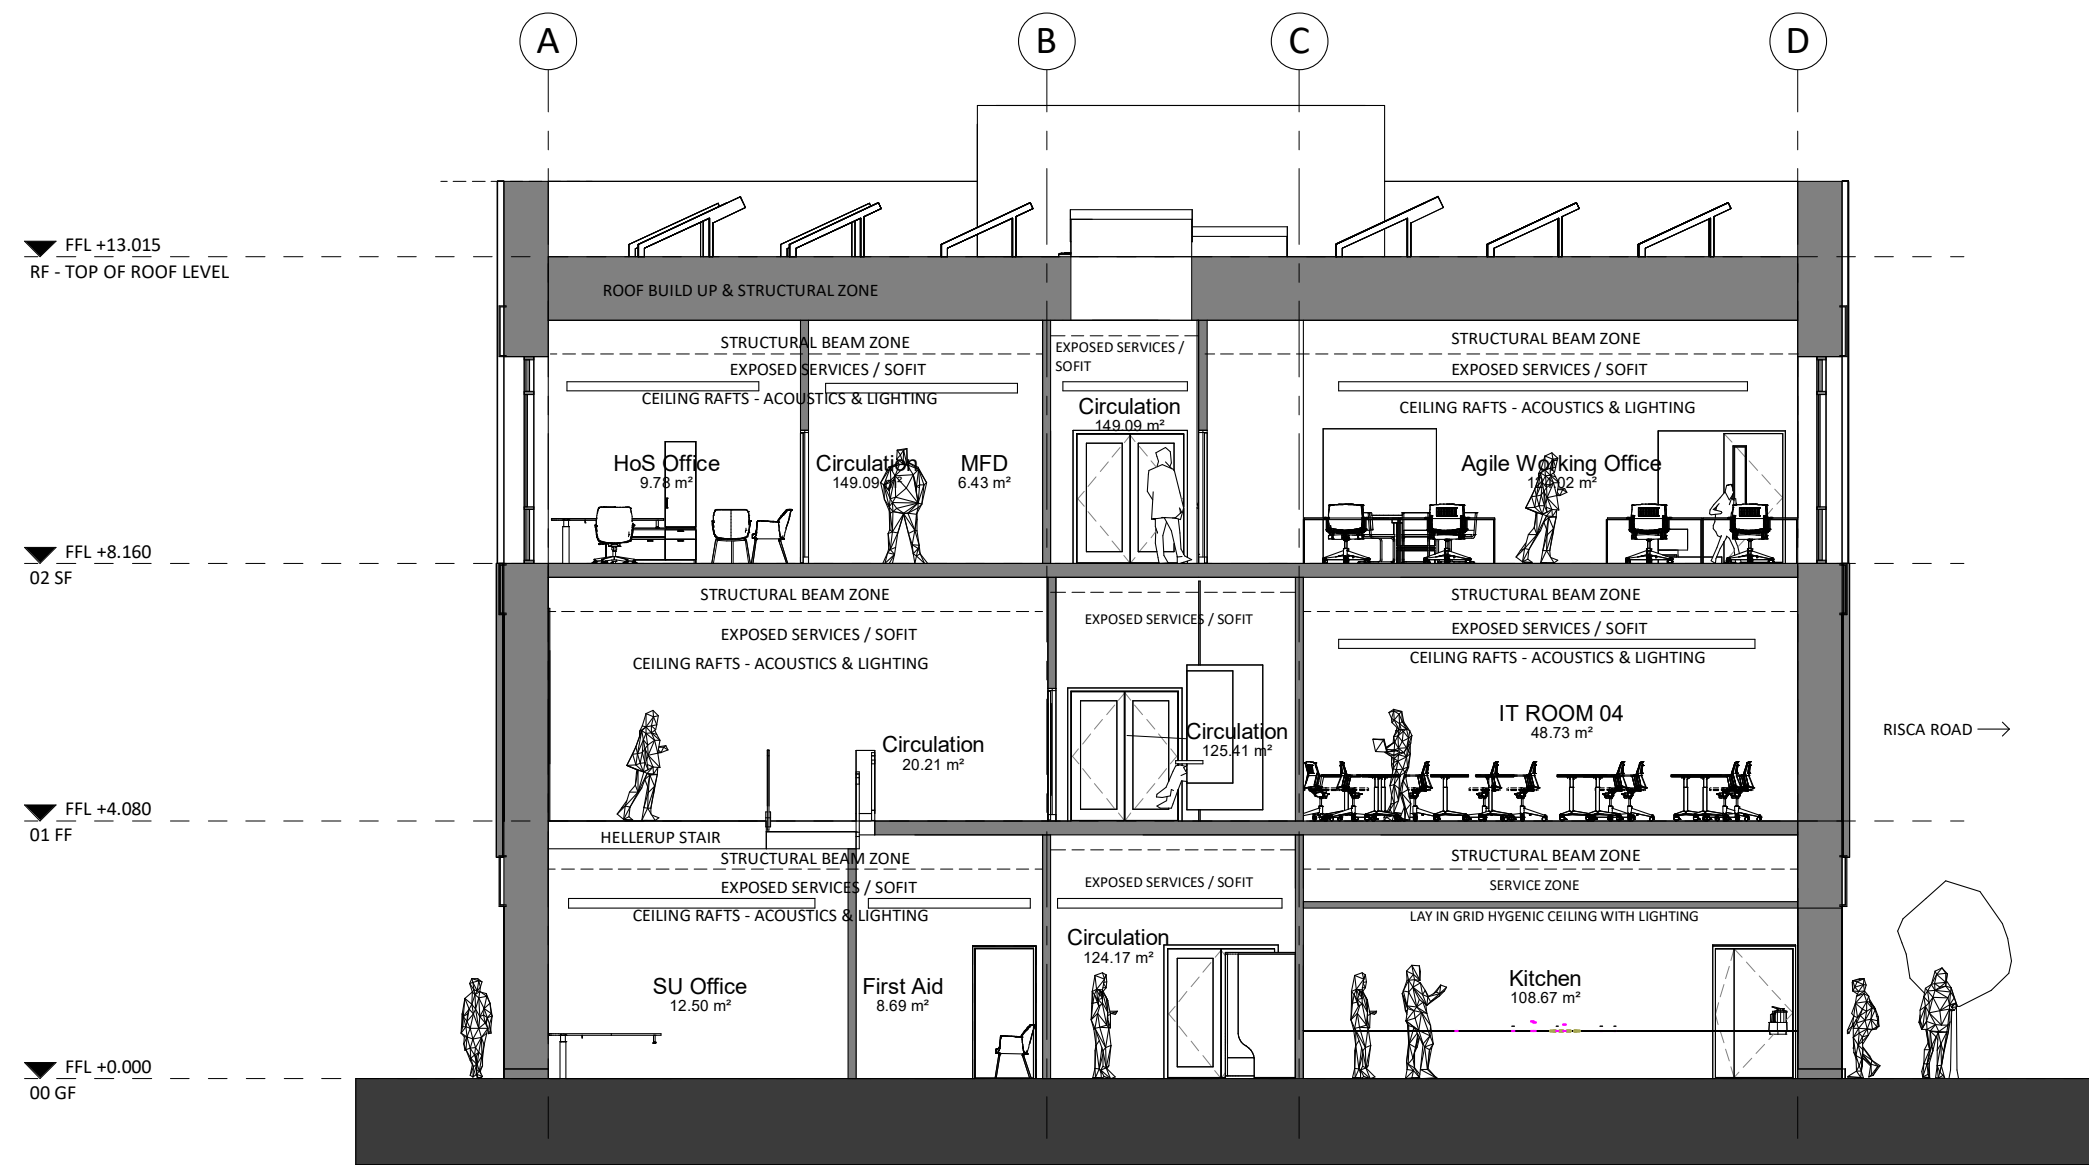 A
B
C
D
FFL +13.015
RF - TOP OF ROOF LEVEL
ROOF BUILD UP & STRUCTURAL ZONE
STRUCTURAL BEAM ZONE
EXPOSED SERVICES / SOFIT
CEILING RAFTS - ACOUSTICS & LIGHTING
EXPOSED SERVICES /
SOFIT
STRUCTURAL BEAM ZONE
EXPOSED SERVICES / SOFIT
CEILING RAFTS - ACOUSTICS & LIGHTING
HoS Office
9.78 m²
Circulation
149.09 m²
MFD
6.43 m²
Circulation
149.09 m²
Agile Working Office
m²
FFL +8.160
02 SF
STRUCTURAL BEAM ZONE
EXPOSED SERVICES / SOFIT
CEILING RAFTS - ACOUSTICS & LIGHTING
EXPOSED SERVICES / SOFIT
STRUCTURAL BEAM ZONE
EXPOSED SERVICES / SOFIT
CEILING RAFTS - ACOUSTICS & LIGHTING
Circulation
20.21 m²
Circulation
125.41 m²
IT ROOM 04
48.73 m²
RISCA ROAD
FFL +4.080
01 FF
HELLERUP STAIR
STRUCTURAL BEAM ZONE
EXPOSED SERVICES / SOFIT
CEILING RAFTS - ACOUSTICS & LIGHTING
EXPOSED SERVICES / SOFIT
STRUCTURAL BEAM ZONE
SERVICE ZONE
LAY IN GRID HYGENIC CEILING WITH LIGHTING
SU Office
12.50 m²
First Aid
8.69 m²
Circulation
124.17 m²
Kitchen
108.67 m²
FFL +0.000
00 GF